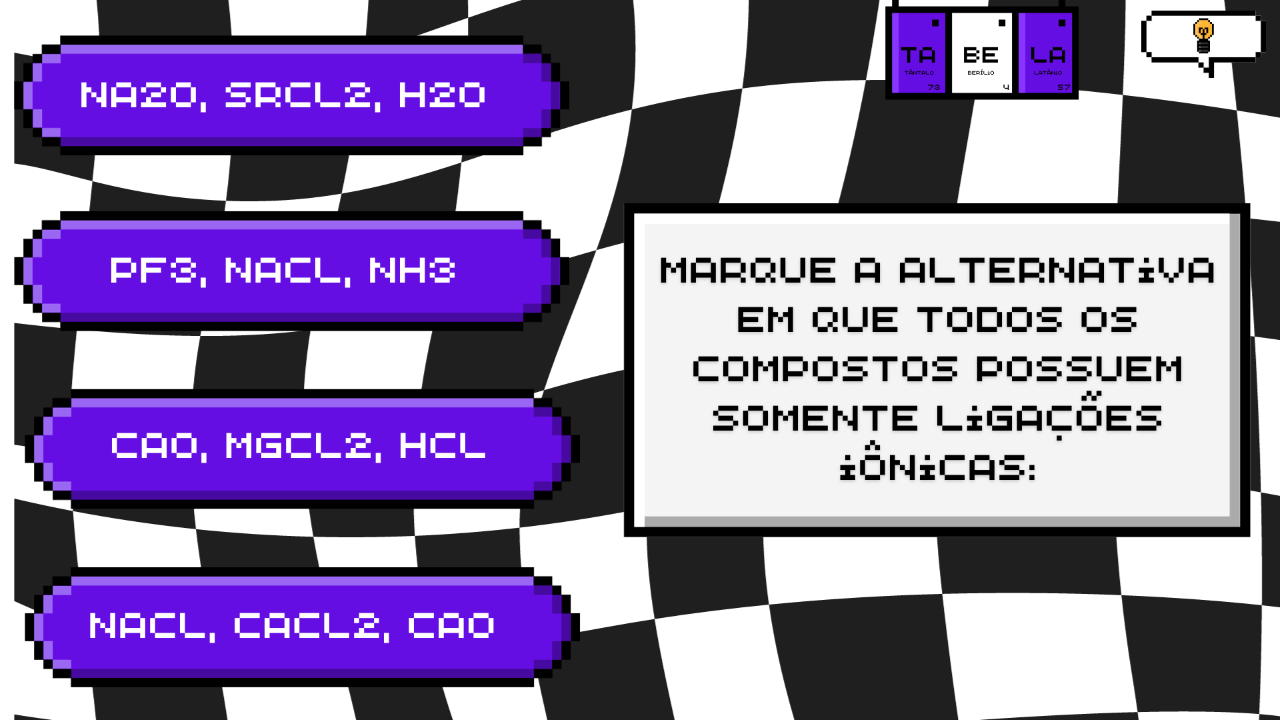 NA2O, SRCL2, H2O
PF3, NACL, NH3
CAO, MGCL2, HCL
NACL, CACL2, CAO
TA BE LA
TÂNTALO BERÍLIO LATÂNIO
73 4 57
MARQUE A ALTERNATiVA
EM QUE TODOS OS
COMPOSTOS POSSUEM
SOMENTE LiGAÇÕES
iÔNiCAS: